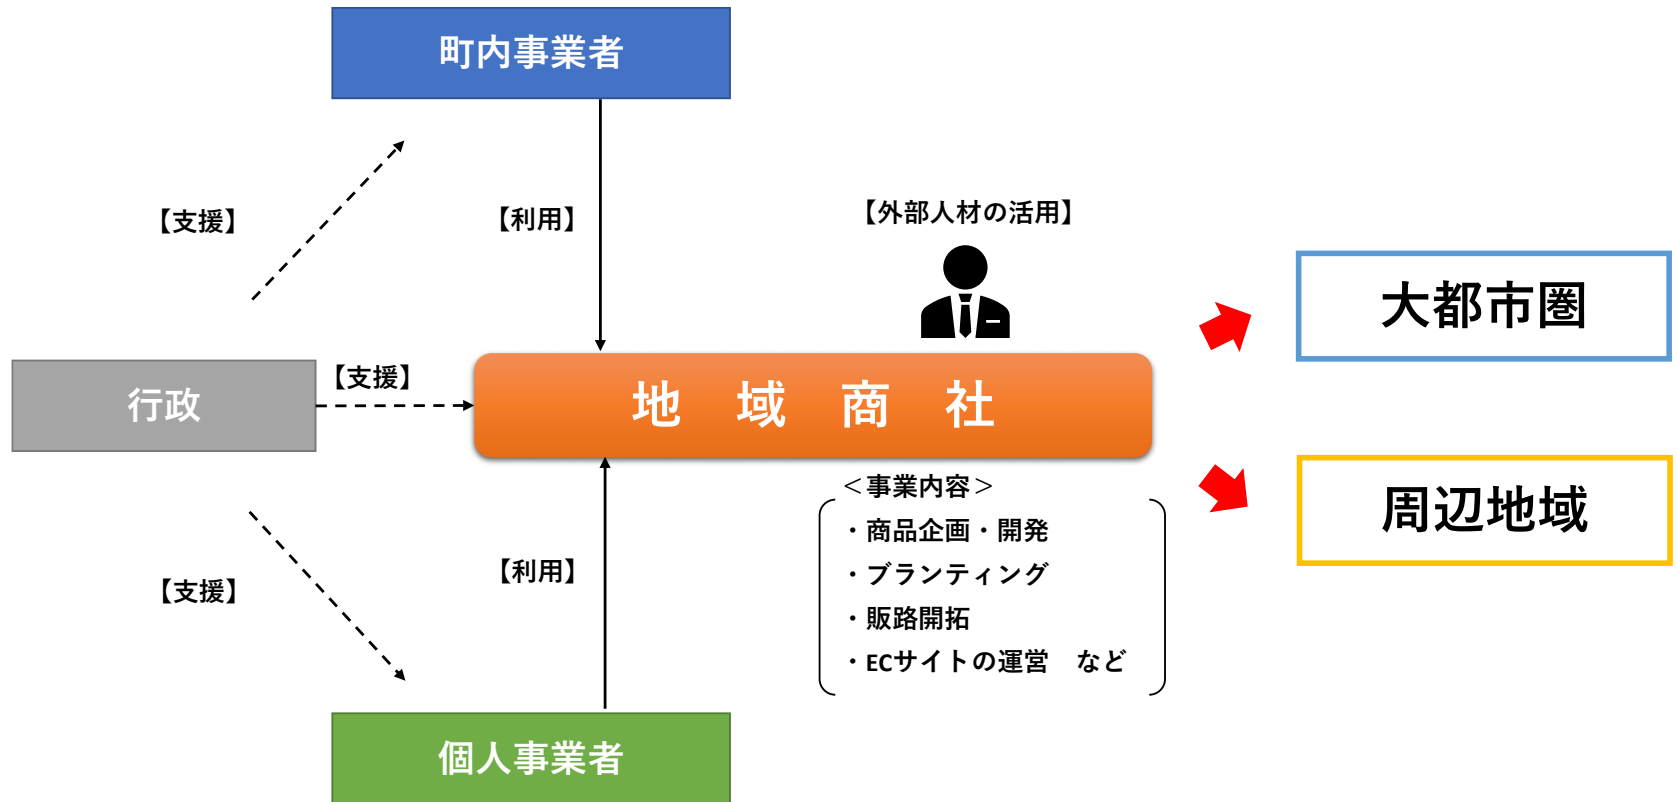 町内事業者
【支援】
【利用】
【外部人材の活用】
大都市圏
行政
【支援】
地　域　商　社
周辺地域
＜事業内容＞
・商品企画・開発
・ブランティング
・販路開拓
・ECサイトの運営　など
【支援】
【利用】
個人事業者